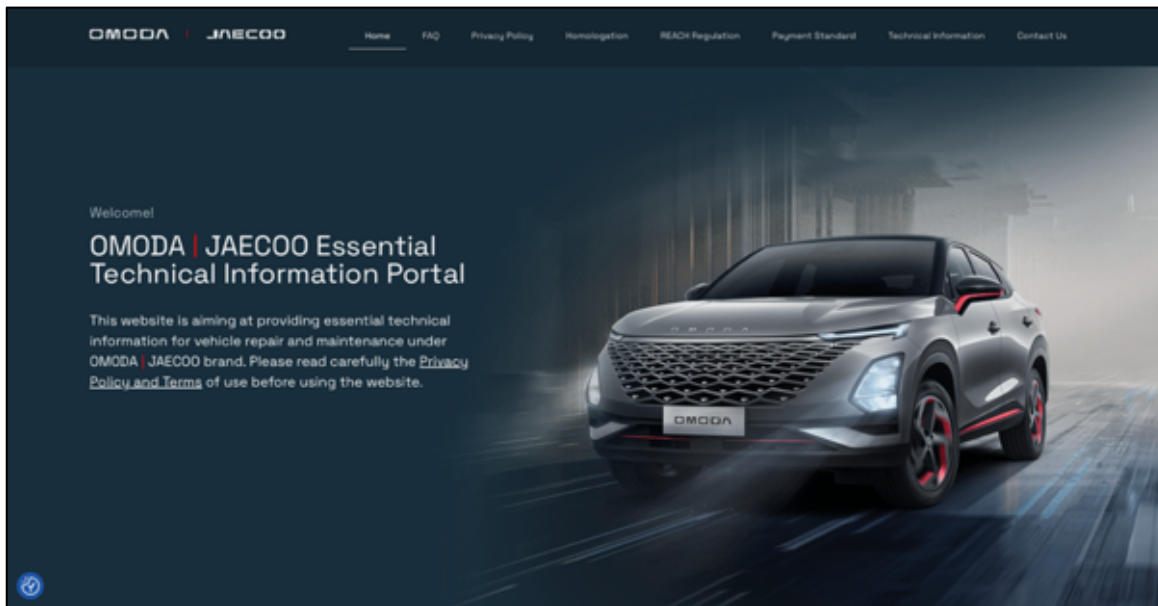 OMODA | JAECOO Home FAQ Privacy Policy Homologation REACH Regulation Payment Standard Technical Information Contact Us
Welcome!
OMODA | JAECOO Essential
Technical Information Portal
This website is aiming at providing essential technical
information for vehicle repair and maintenance under
OMODA | JAECOO brand. Please read carefully the Privacy
Policy and Terms of use before using the website.
OMODA
OMODA